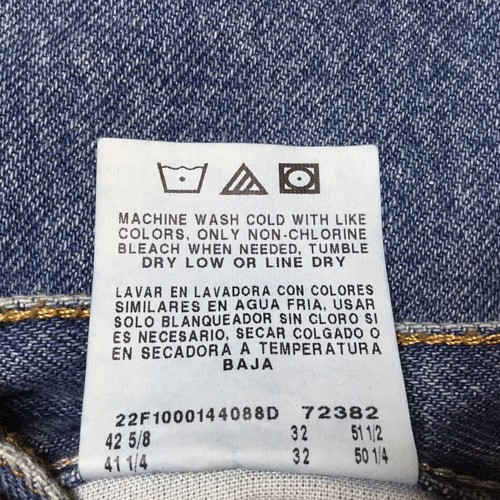 MACHINE WASH COLD WITH LIKE
COLORS, ONLY NON-CHLORINE
BLEACH WHEN NEEDED, TUMBLE
DRY LOW OR LINE DRY
LAVAR EN LAVADORA CON COLORES
SIMILARES EN AGUA FRIA, USAR
SOLO BLANQUEADOR SIN CLORO SI
ES NECESARIO, SECAR COLGADO O
EN SECADORA A TEMPERATURA
BAJA
22F1000144088D 72382
42 5/8 32 51 1/2
41 1/4 32 50 1/4